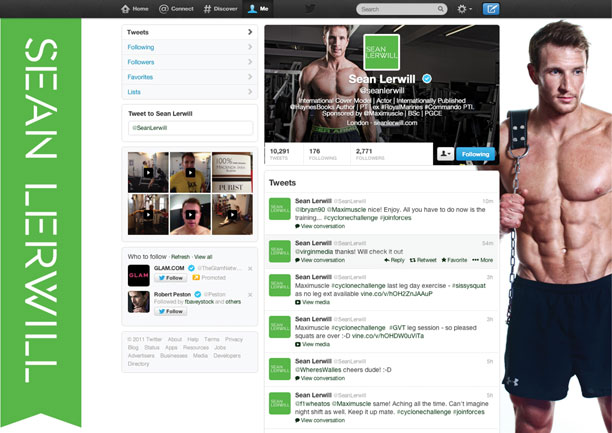 Home @ Connect # Discover Me Search
SEAN LERWILL
Tweets
Following
Followers
Favorites
Lists
Tweet to Sean Lerwill
@SeanLerwill
100%
PURIST
Who to follow · Refresh · View all
GLAM.COM @TheGlamNetw...
Follow Promoted
Robert Peston @Peston
Followed by fbaveystock and others
Follow
© 2011 Twitter About Help Terms Privacy
Blog Status Apps Resources Jobs
Advertisers Businesses Media Developers
Directory
SEAN
LERWILL
Sean Lerwill
@seanlerwill
International Cover Model | Actor | Internationally Published
@HaynesBooks Author | PT | ex #RoyalMarines #Commando PTI.
Sponsored by @Maximuscle | BSc | PGCE
London · seanlerwill.com
10,291 176 2,771
TWEETS FOLLOWING FOLLOWERS
Following
Tweets
Sean Lerwill @SeanLerwill 10m
@ibryan90 @Maximuscle nice! Enjoy. All you have to do now is the
training... #cyclonechallenge #joinforces
View conversation
Sean Lerwill @SeanLerwill 54m
@virginmedia thanks! Will check it out
View conversation Reply Retweet Favorite More
Sean Lerwill @SeanLerwill 2h
Maximuscle #cyclonechallenge last leg day exercise - #sissysquat
as no leg ext available vine.co/v/hOH2ZnJAAuP
View media
Sean Lerwill @SeanLerwill 3h
Maximuscle #cyclonechallenge #GVT leg session - so pleased
squats are over :-D vine.co/v/hOHDW0uViTa
View media
Sean Lerwill @SeanLerwill 5h
@WheresWalles cheers dude! :-D
View conversation
Sean Lerwill @SeanLerwill 5h
@f1wheatos @Maximuscle same! Aching all the time. Can't imagine
night shift as well. Keep it up mate. #cyclonechallenge #joinforces
View conversation